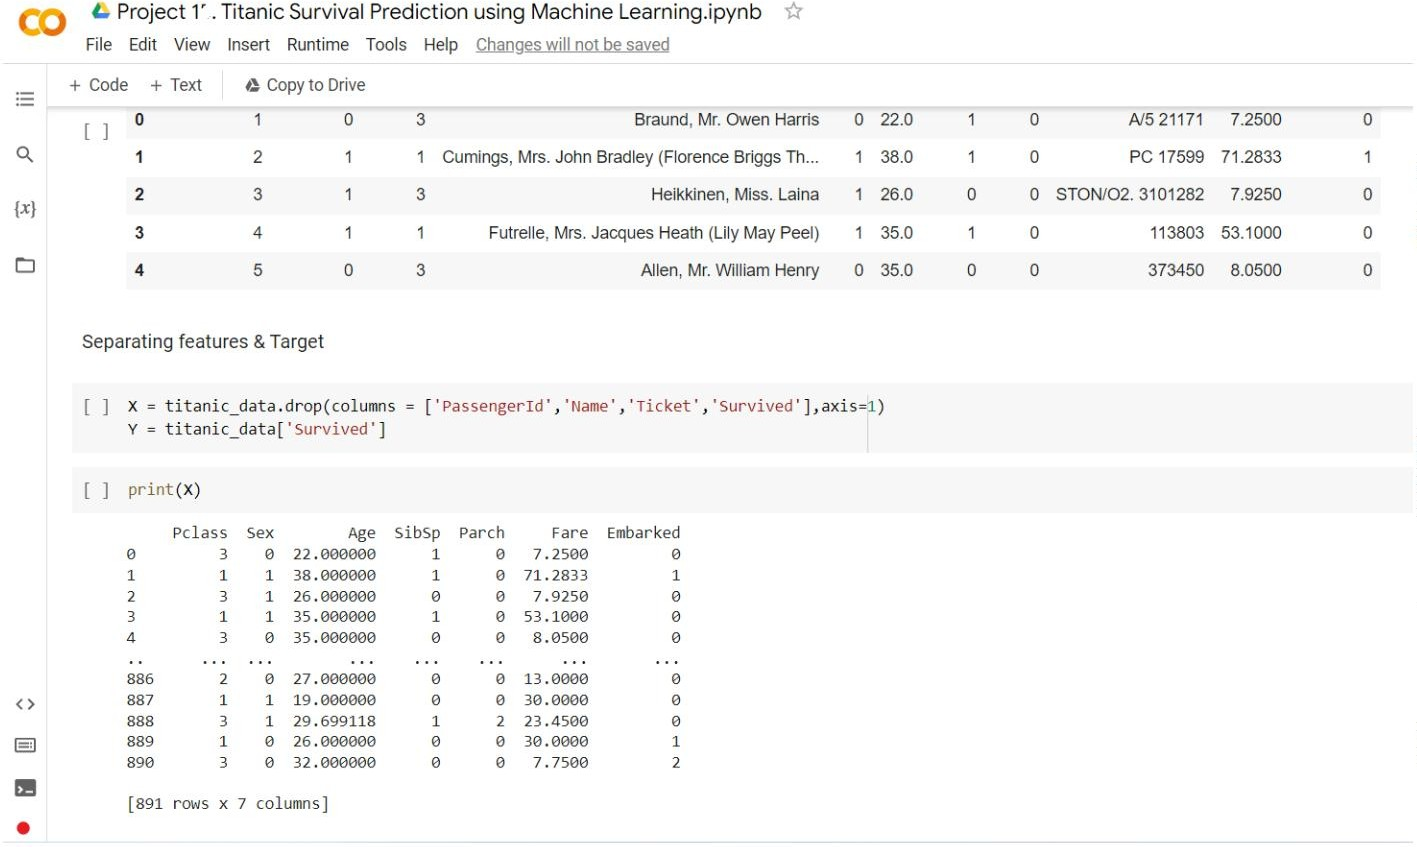 Project 1 . Titanic Survival Prediction using Machine Learning.ipynb
File Edit View Insert Runtime Tools Help Changes will not be saved
+ Code + Text Copy to Drive
[ ] 0 1 0 3 Braund, Mr. Owen Harris 0 22.0 1 0 A/5 21171 7.2500 0
1 2 1 1 Cumings, Mrs. John Bradley (Florence Briggs Th... 1 38.0 1 0 PC 17599 71.2833 1
2 3 1 3 Heikkinen, Miss. Laina 1 26.0 0 0 STON/O2. 3101282 7.9250 0
{x}
3 4 1 1 Futrelle, Mrs. Jacques Heath (Lily May Peel) 1 35.0 1 0 113803 53.1000 0
4 5 0 3 Allen, Mr. William Henry 0 35.0 0 0 373450 8.0500 0
Separating features & Target
[ ] X = titanic_data.drop(columns = ['PassengerId','Name','Ticket','Survived'],axis=1)
Y = titanic_data['Survived']
[ ] print(X)
Pclass Sex Age SibSp Parch Fare Embarked
0 3 0 22.000000 1 0 7.2500 0
1 1 1 38.000000 1 0 71.2833 1
2 3 1 26.000000 0 0 7.9250 0
3 1 1 35.000000 1 0 53.1000 0
4 3 0 35.000000 0 0 8.0500 0
.. ... ... ... ... ... ... ...
886 2 0 27.000000 0 0 13.0000 0
887 1 1 19.000000 0 0 30.0000 0
888 3 1 29.699118 1 2 23.4500 0
889 1 0 26.000000 0 0 30.0000 1
890 3 0 32.000000 0 0 7.7500 2
[891 rows x 7 columns]